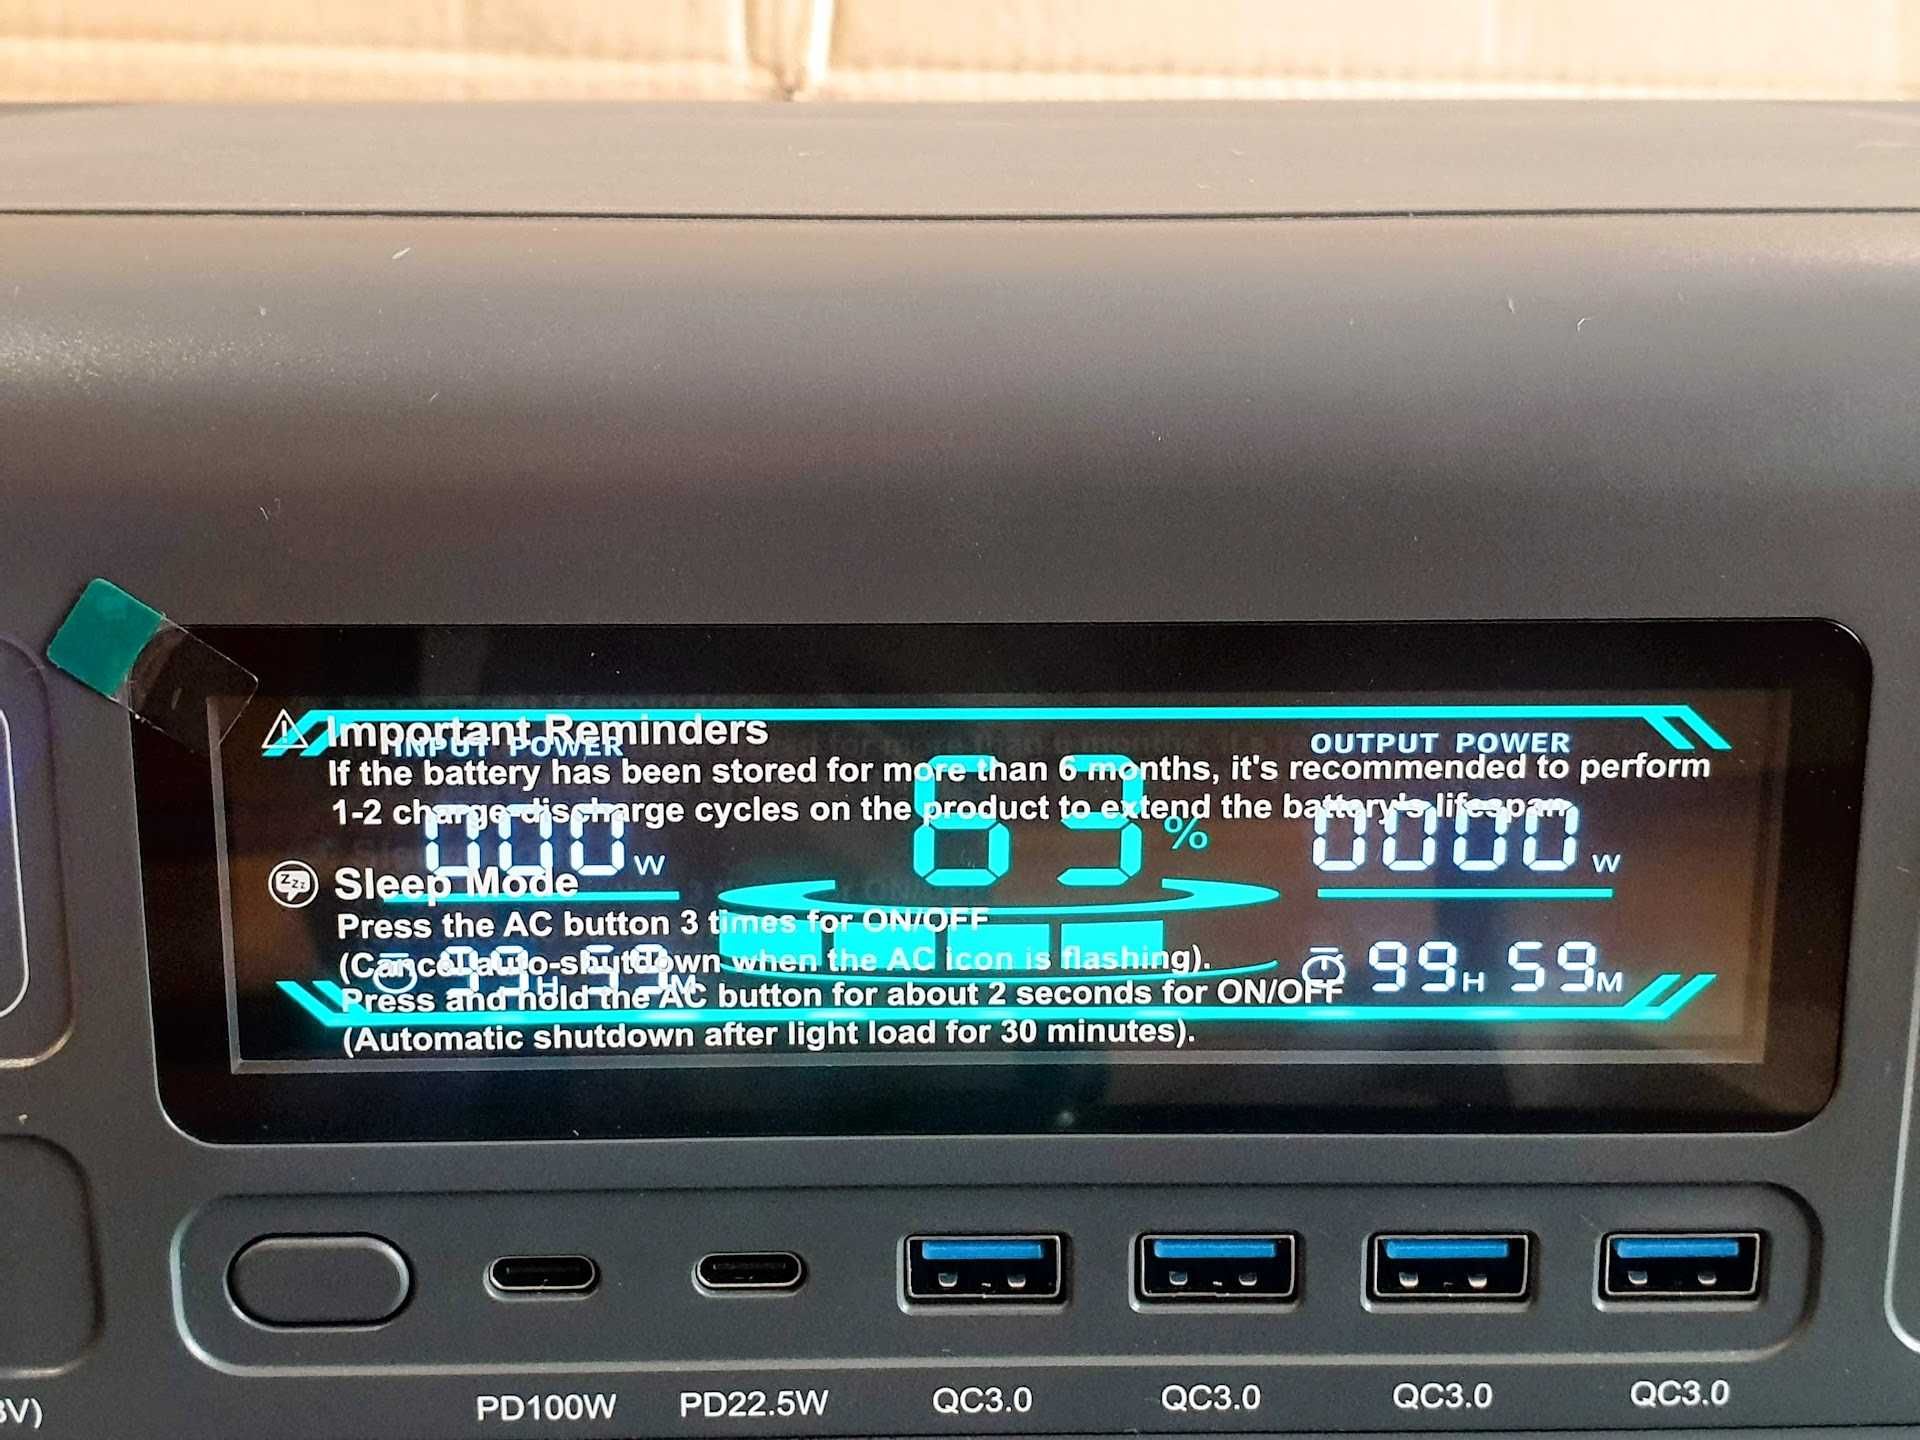 Important Reminders
INPUT POWER
OUTPUT POWER
If the battery has been stored for more than 6 months, it's recommended to perform
1-2 charge-discharge cycles on the product to extend the battery's lifespan
000 W
63 %
0000 W
Sleep Mode
Press the AC button 3 times for ON/OFF
(Cancel auto-shutdown when the AC icon is flashing).
99H 59M
99H 59M
Press and hold the AC button for about 2 seconds for ON/OFF
(Automatic shutdown after light load for 30 minutes).
PD100W PD22.5W QC3.0 QC3.0 QC3.0 QC3.0